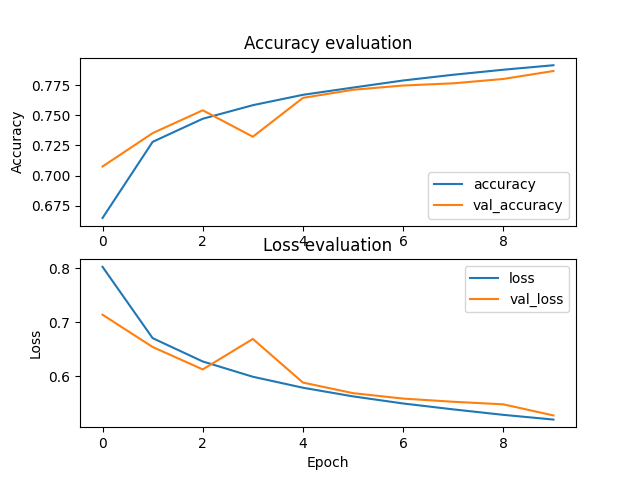 Accuracy evaluation
0.775
0.750
0.725
0.700
0.675
Accuracy
accuracy
val_accuracy
0 2 4 6 8
Loss evaluation
0.8
0.7
0.6
Loss
loss
val_loss
0 2 4 6 8
Epoch